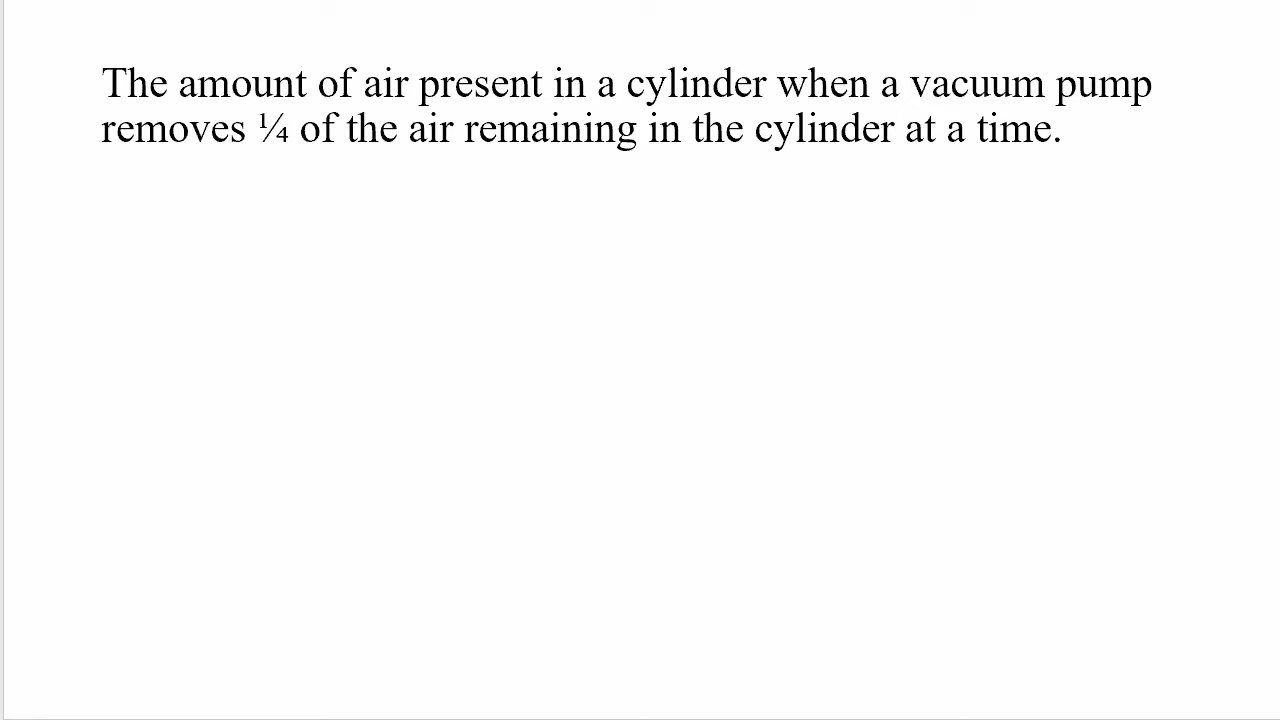 The amount of air present in a cylinder when a vacuum pump
removes ¼ of the air remaining in the cylinder at a time.